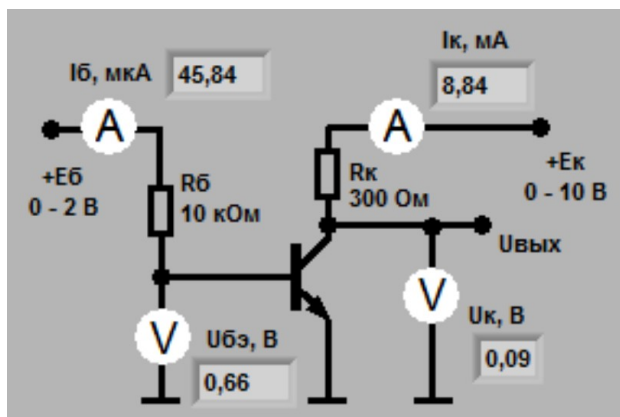 Iк, мА
Iб, мкА 45,84
8,84
A
A
+Eб
0 - 2 В
Rб
10 кОм
Rк
300 Ом
+Eк
0 - 10 В
Uвых
V
V
Uбэ, В
0,66
Uк, В
0,09